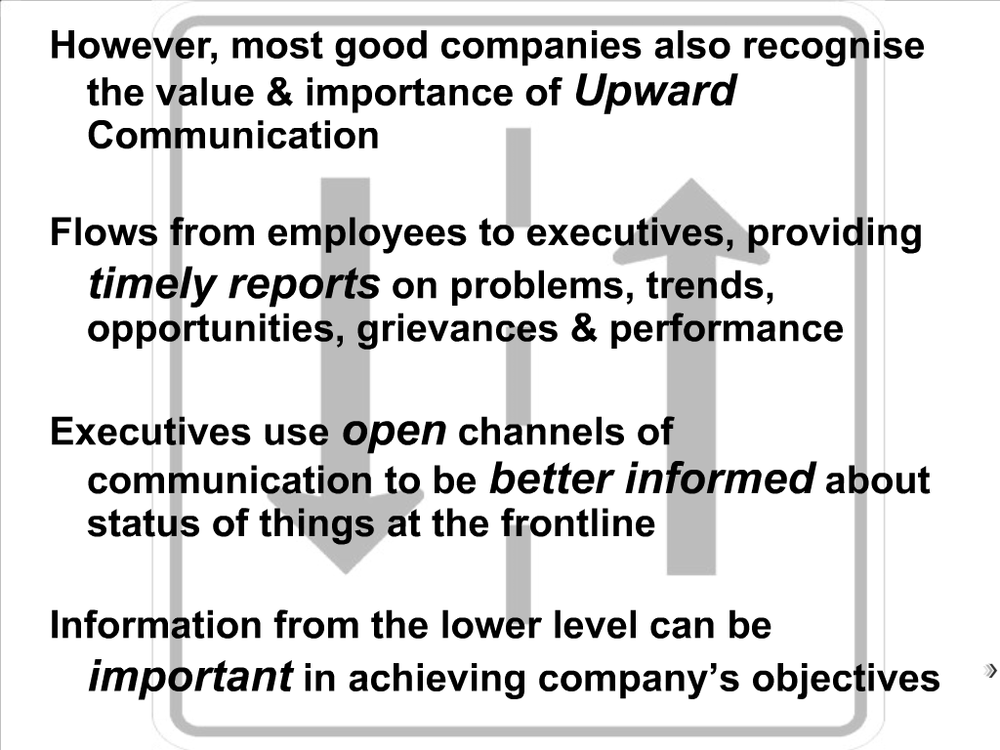 However, most good companies also recognise
the value & importance of Upward
Communication
Flows from employees to executives, providing
timely reports on problems, trends,
opportunities, grievances & performance
Executives use open channels of
communication to be better informed about
status of things at the frontline
Information from the lower level can be
important in achieving company’s objectives